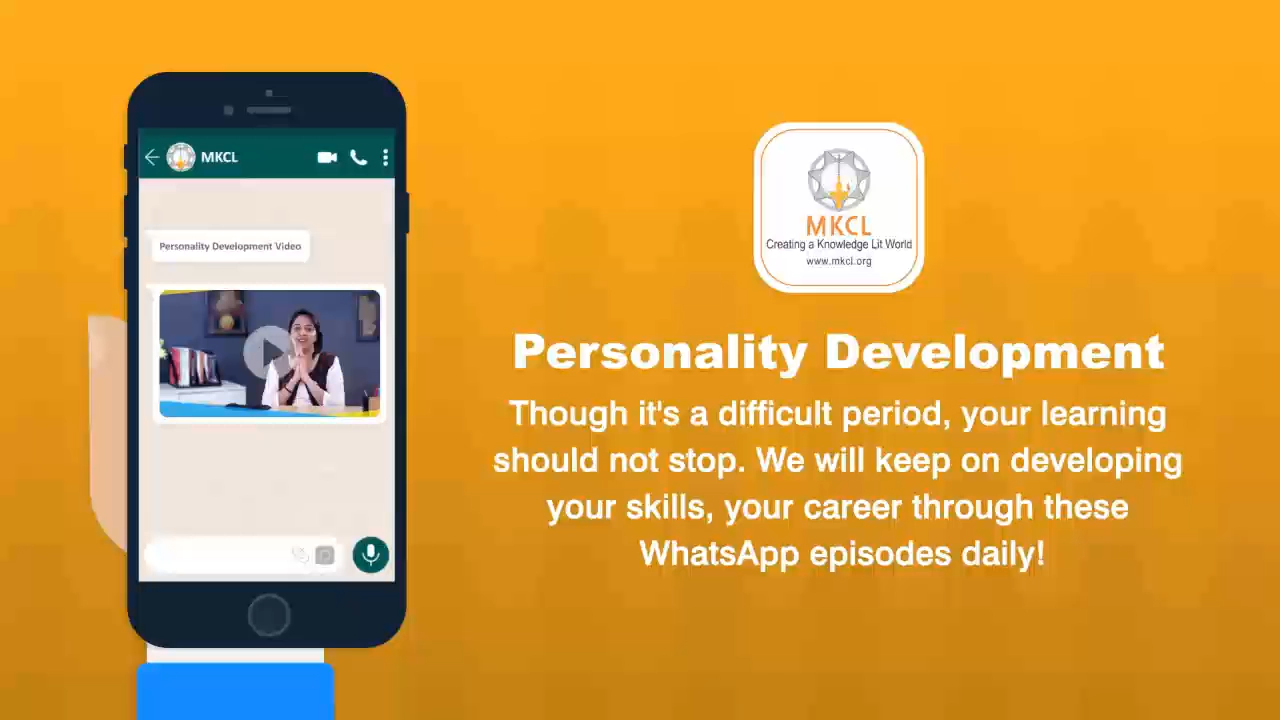 MKCL
Personality Development Video
MKCL
Creating a Knowledge Lit World
www.mkcl.org
Personality Development
Though it's a difficult period, your learning
should not stop. We will keep on developing
your skills, your career through these
WhatsApp episodes daily!